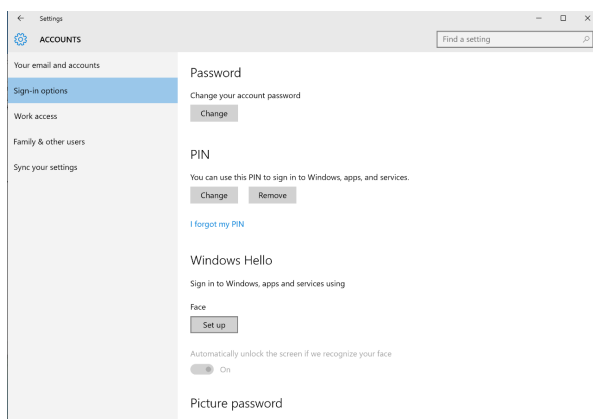 Settings
ACCOUNTS
Find a setting
Your email and accounts
Sign-in options
Work access
Family & other users
Sync your settings
Password
Change your account password
Change
PIN
You can use this PIN to sign in to Windows, apps, and services.
Change Remove
I forgot my PIN
Windows Hello
Sign in to Windows, apps and services using
Face
Set up
Automatically unlock the screen if we recognize your face
On
Picture password